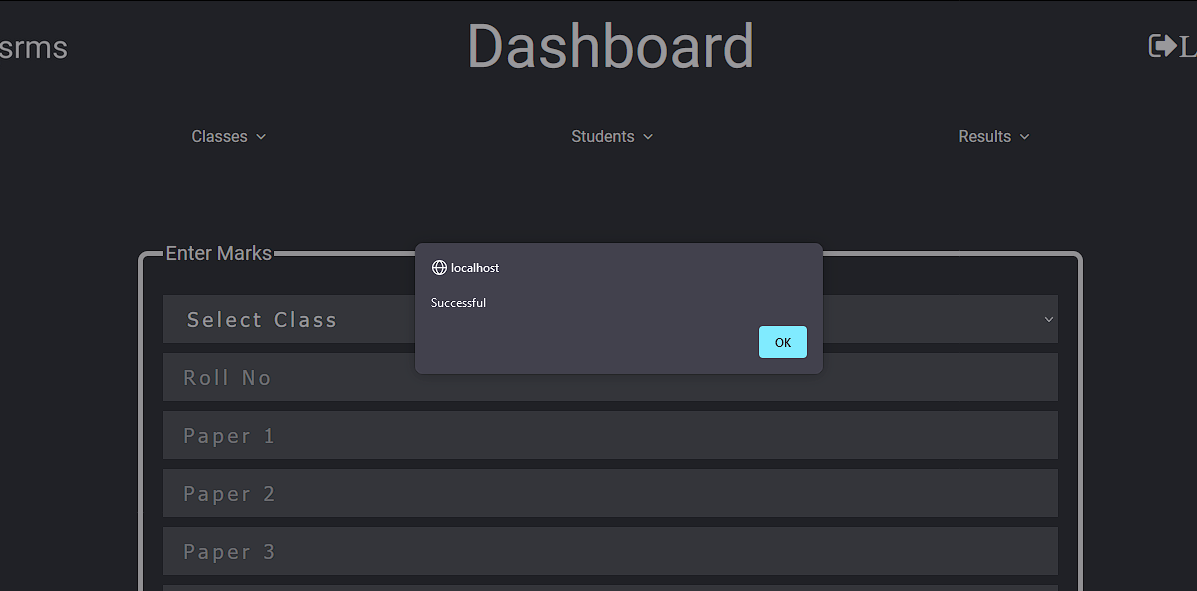 srms
Dashboard
L
Classes
Students
Results
Enter Marks
localhost
Successful
OK
Select Class
Roll No
Paper 1
Paper 2
Paper 3